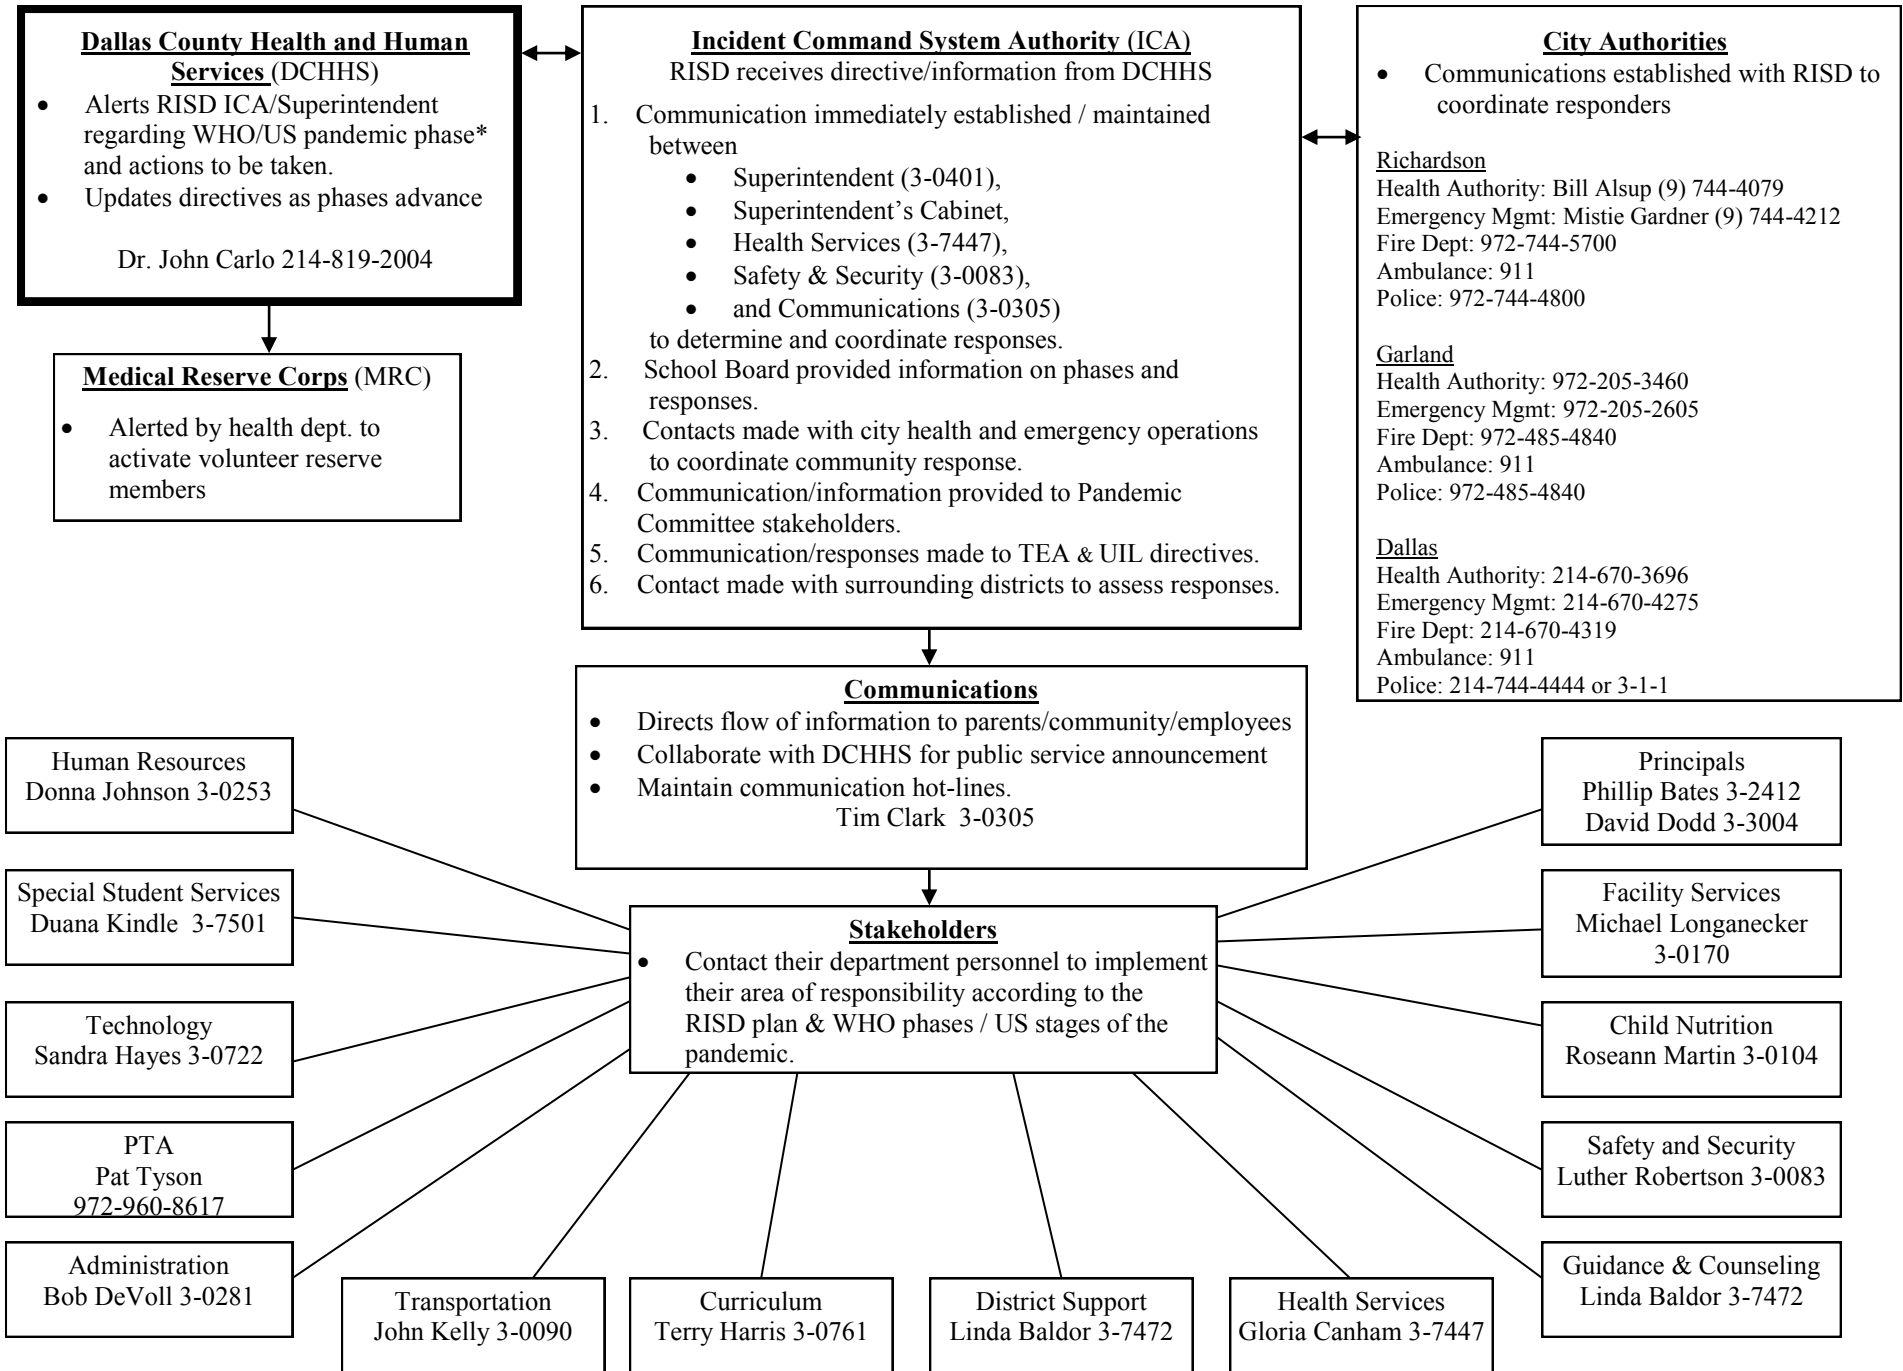 Dallas County Health and Human
Services (DCHHS)
• Alerts RISD ICA/Superintendent
regarding WHO/US pandemic phase*
and actions to be taken.
• Updates directives as phases advance
Dr. John Carlo 214-819-2004
Medical Reserve Corps (MRC)
• Alerted by health dept. to
activate volunteer reserve
members
Incident Command System Authority (ICA)
RISD receives directive/information from DCHHS
1. Communication immediately established / maintained
between
• Superintendent (3-0401),
• Superintendent's Cabinet,
• Health Services (3-7447),
• Safety & Security (3-0083),
• and Communications (3-0305)
to determine and coordinate responses.
2. School Board provided information on phases and
responses.
3. Contacts made with city health and emergency operations
to coordinate community response.
4. Communication/information provided to Pandemic
Committee stakeholders.
5. Communication/responses made to TEA & UIL directives.
6. Contact made with surrounding districts to assess responses.
City Authorities
• Communications established with RISD to
coordinate responders
Richardson
Health Authority: Bill Alsup (9) 744-4079
Emergency Mgmt: Mistie Gardner (9) 744-4212
Fire Dept: 972-744-5700
Ambulance: 911
Police: 972-744-4800
Garland
Health Authority: 972-205-3460
Emergency Mgmt: 972-205-2605
Fire Dept: 972-485-4840
Ambulance: 911
Police: 972-485-4840
Dallas
Health Authority: 214-670-3696
Emergency Mgmt: 214-670-4275
Fire Dept: 214-670-4319
Ambulance: 911
Police: 214-744-4444 or 3-1-1
Communications
• Directs flow of information to parents/community/employees
• Collaborate with DCHHS for public service announcement
• Maintain communication hot-lines.
Tim Clark 3-0305
Stakeholders
• Contact their department personnel to implement
their area of responsibility according to the
RISD plan & WHO phases / US stages of the
pandemic.
Human Resources
Donna Johnson 3-0253
Special Student Services
Duana Kindle 3-7501
Technology
Sandra Hayes 3-0722
PTA
Pat Tyson
972-960-8617
Administration
Bob DeVoll 3-0281
Transportation
John Kelly 3-0090
Curriculum
Terry Harris 3-0761
District Support
Linda Baldor 3-7472
Health Services
Gloria Canham 3-7447
Principals
Phillip Bates 3-2412
David Dodd 3-3004
Facility Services
Michael Longanecker
3-0170
Child Nutrition
Roseann Martin 3-0104
Safety and Security
Luther Robertson 3-0083
Guidance & Counseling
Linda Baldor 3-7472